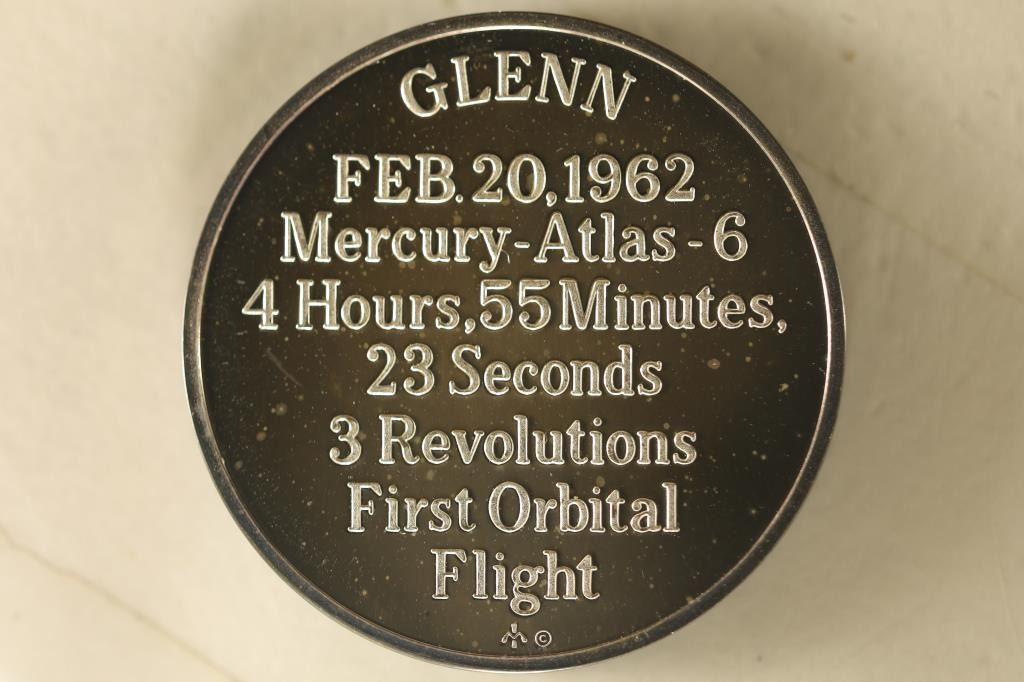 GLENN
FEB. 20, 1962
Mercury-Atlas-6
4 Hours, 55 Minutes,
23 Seconds
3 Revolutions
First Orbital
Flight
©